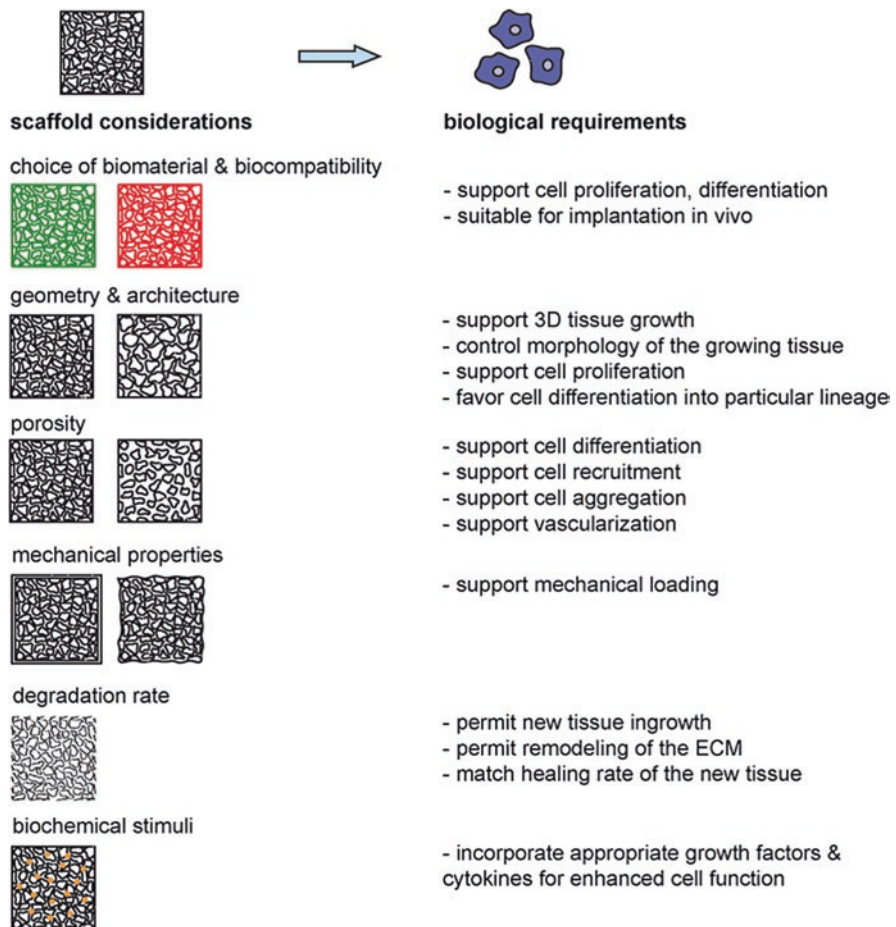 scaffold considerations
biological requirements
choice of biomaterial & biocompatibility
- support cell proliferation, differentiation
- suitable for implantation in vivo
geometry & architecture
- support 3D tissue growth
- control morphology of the growing tissue
- support cell proliferation
- favor cell differentiation into particular lineage
porosity
- support cell differentiation
- support cell recruitment
- support cell aggregation
- support vascularization
mechanical properties
- support mechanical loading
degradation rate
- permit new tissue ingrowth
- permit remodeling of the ECM
- match healing rate of the new tissue
biochemical stimuli
- incorporate appropriate growth factors &
cytokines for enhanced cell function